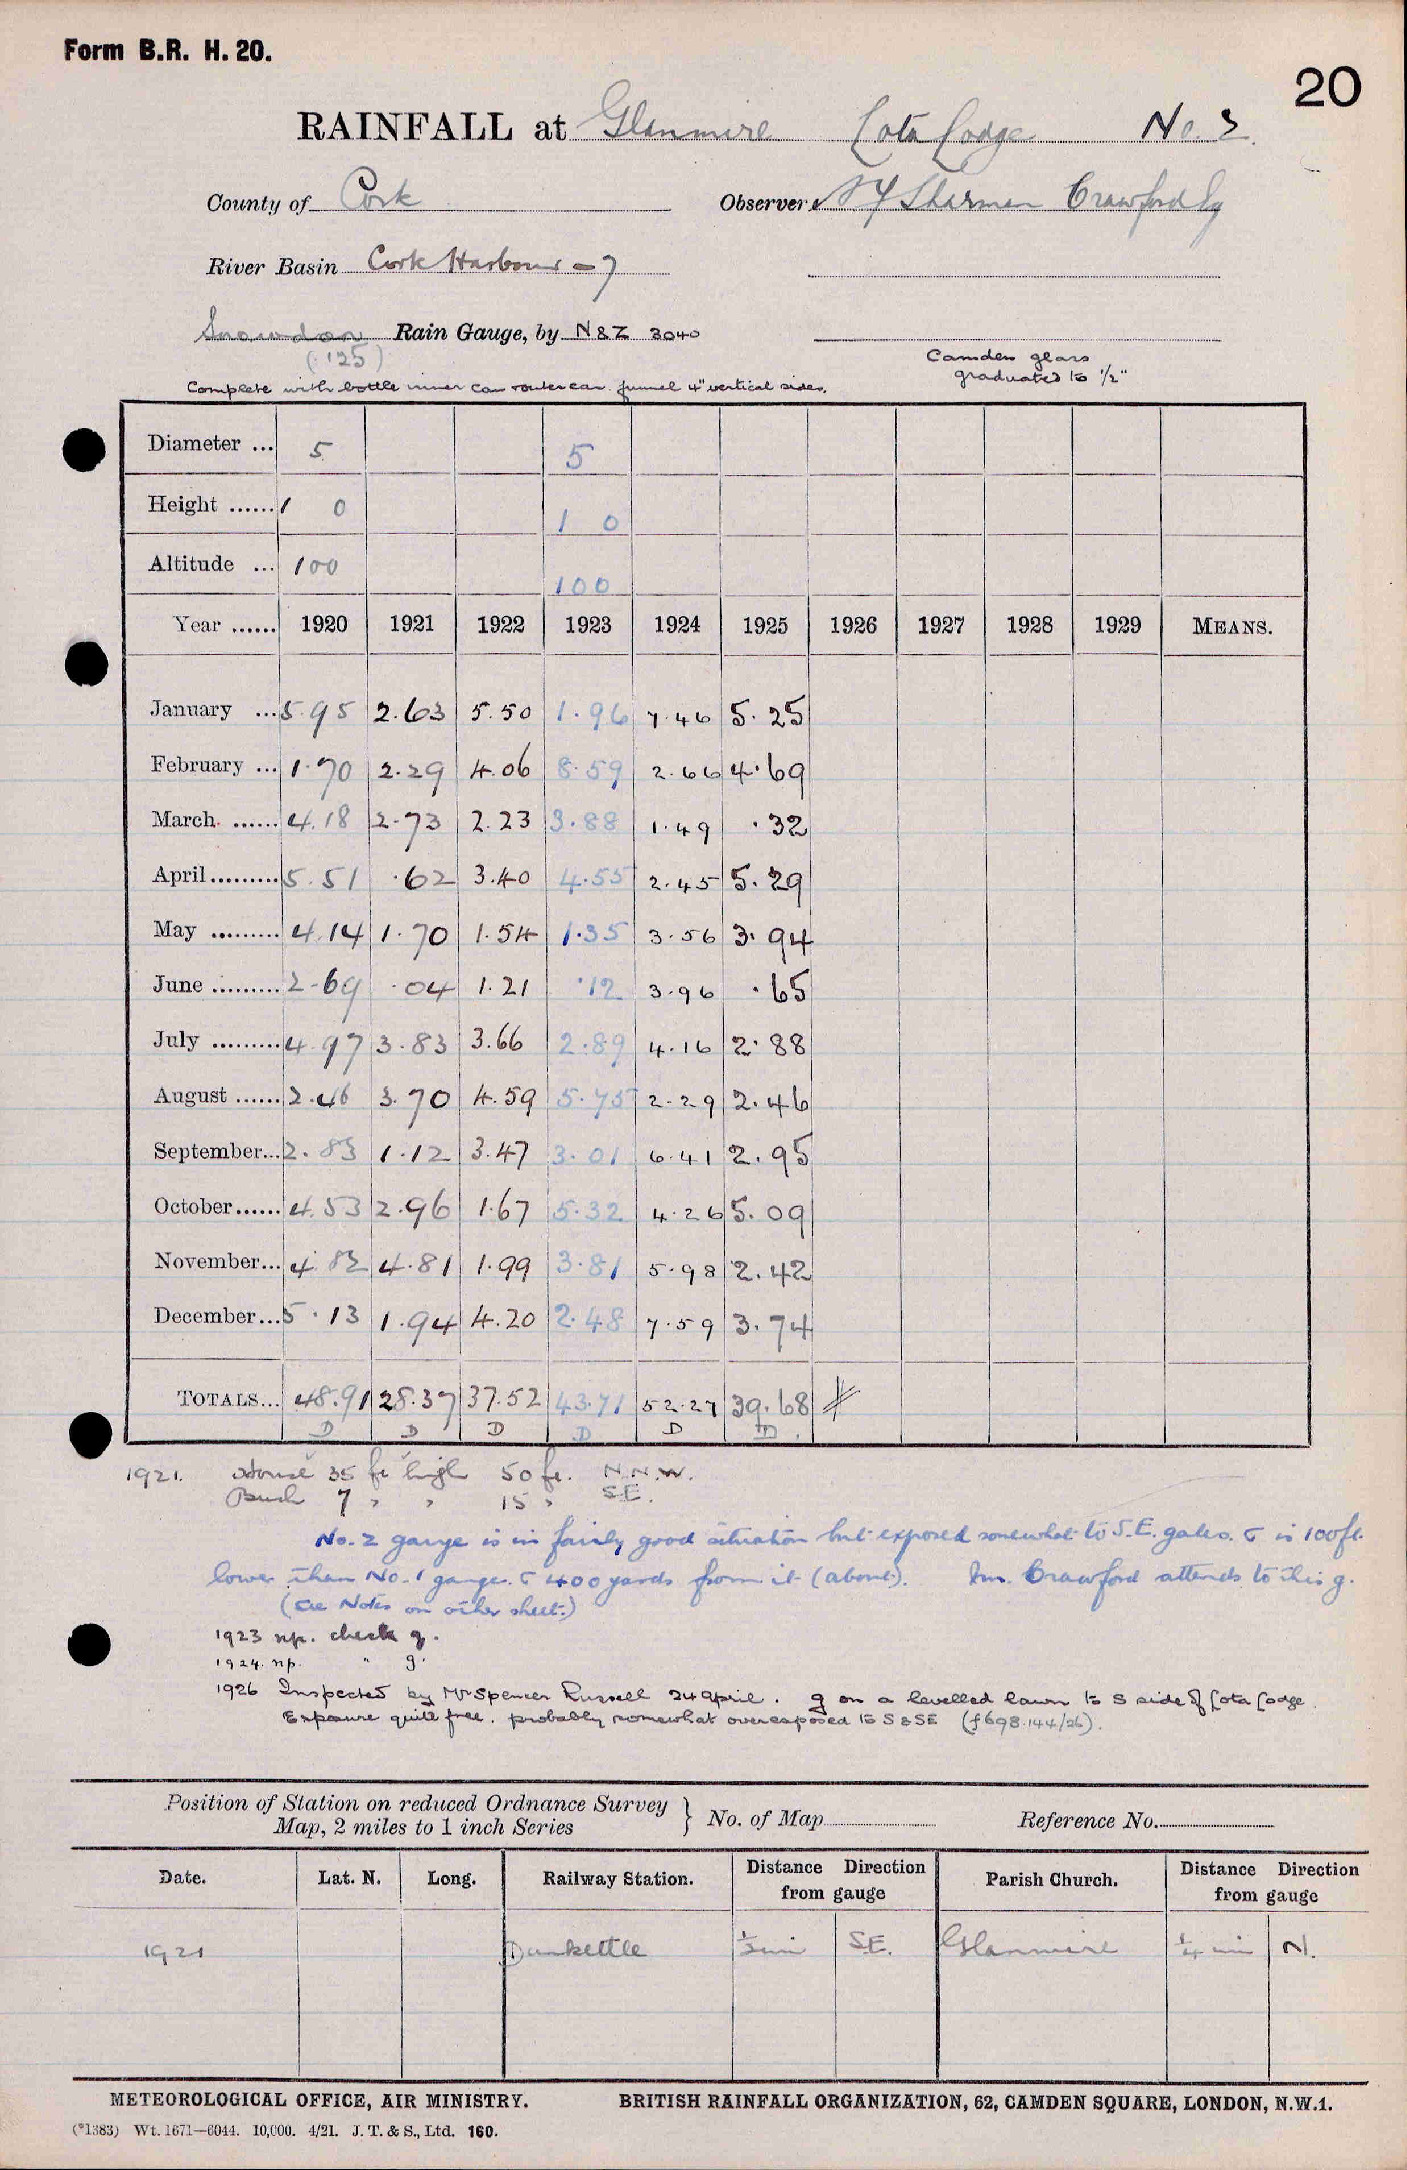 Form B.R. H. 20.
20
RAINFALL at Glanmire Lota Lodge No. 2
County of Cork Observer Sharman Crawford Esq
River Basin Cork Harbour - 7
Snowdon Rain Gauge, by N&Z 3040
(125)
Camden glass
graduated to 1/2"
Complete with bottle inner can outer can. funnel 4" vertical sides.
Diameter ... 5 5
Height ...... 1 0 1 0
Altitude ... 100 100
Year ...... 1920 1921 1922 1923 1924 1925 1926 1927 1928 1929 MEANS.
January ... 5.95 2.63 5.50 1.96 7.46 5.25
February ... 1.70 2.29 4.06 8.59 2.66 4.69
March ...... 4.18 2.73 2.23 3.88 1.49 .32
April......... 5.51 .62 3.40 4.55 2.45 5.29
May ......... 4.14 1.70 1.54 1.35 3.56 3.94
June ......... 2.69 .04 1.21 .12 3.96 .65
July ......... 4.97 3.83 3.66 2.89 4.16 2.88
August ...... 2.46 3.70 4.59 5.75 2.29 2.46
September... 2.83 1.12 3.47 3.01 6.41 2.95
October...... 4.53 2.96 1.67 5.32 4.26 5.09
November... 4.82 4.81 1.99 3.81 5.98 2.42
December... 5.13 1.94 4.20 2.48 7.59 3.74
TOTALS... 48.91 28.37 37.52 43.71 52.27 39.68
D D D D D D
1921. House 35 ft high 50 ft. N.N.W.
Bush 7 " " 15 " S.E.
No. 2 gauge is in fairly good situation but exposed somewhat to S.E. gales. & is 100 ft.
lower than No. 1 gauge & 400 yards from it (about). Mr. Crawford attends to this g.
(See Notes on other sheet.)
1923 np. check g.
1924. np. " g.
1926 Inspected by Mr Spencer Russell 24 April. g on a levelled lawn to S side of Lota Lodge.
Exposure quite free. probably somewhat overexposed to S & SE (f698.144/26).
Position of Station on reduced Ordnance Survey
Map, 2 miles to 1 inch Series } No. of Map Reference No.
Date. Lat. N. Long. Railway Station. Distance Direction from gauge Parish Church. Distance Direction from gauge
1921 Dunkettle 1/3 mi SE. Glanmire 1/4 mi N.
METEOROLOGICAL OFFICE, AIR MINISTRY. BRITISH RAINFALL ORGANIZATION, 62, CAMDEN SQUARE, LONDON, N.W.1.
(*1383) Wt. 1671—6044. 10,000. 4/21. J. T. & S., Ltd. 160.